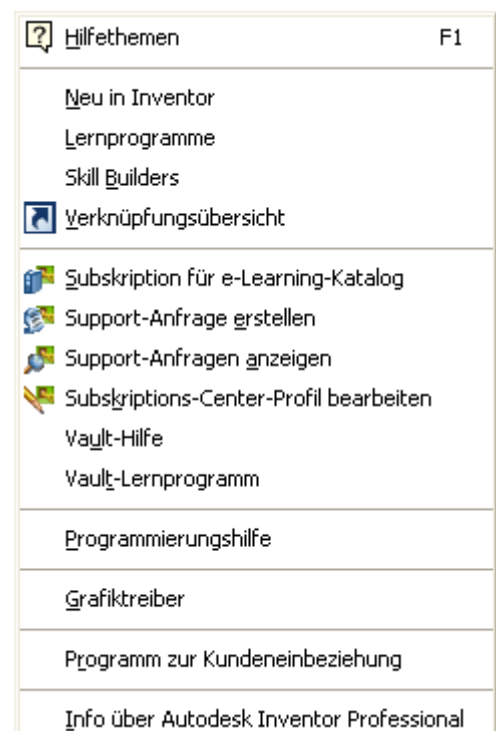 Hilfethemen F1
Neu in Inventor
Lernprogramme
Skill Builders
Verknüpfungsübersicht
Subskription für e-Learning-Katalog
Support-Anfrage erstellen
Support-Anfragen anzeigen
Subskriptions-Center-Profil bearbeiten
Vault-Hilfe
Vault-Lernprogramm
Programmierungshilfe
Grafiktreiber
Programm zur Kundeneinbeziehung
Info über Autodesk Inventor Professional